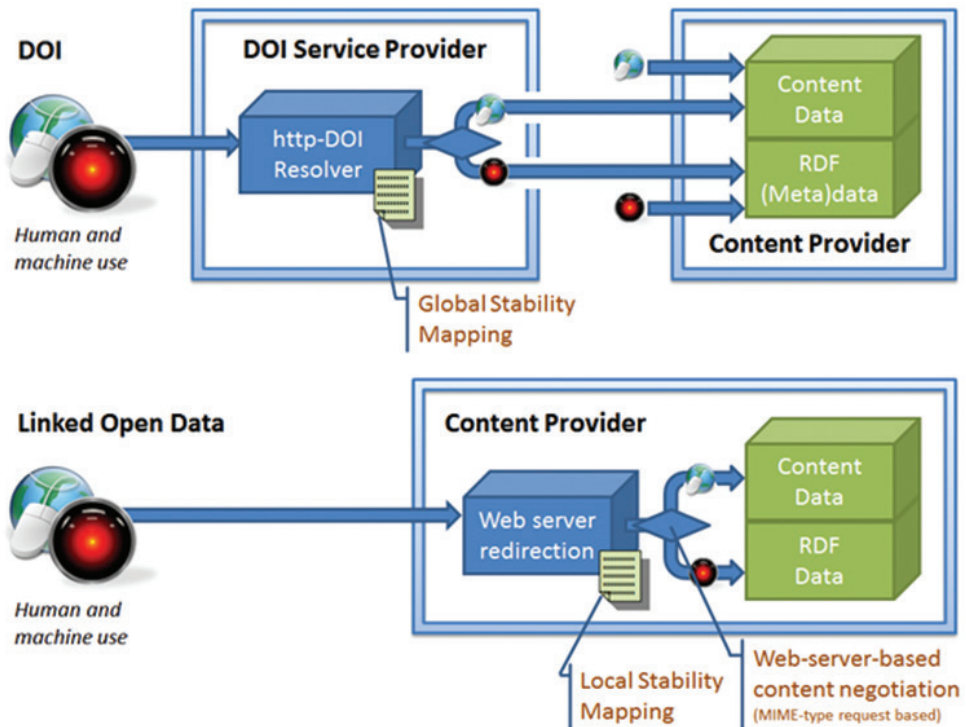 DOI
DOI Service Provider
http-DOI
Resolver
Content
Data
RDF
(Meta)data
Content Provider
Human and
machine use
Global Stability
Mapping
Linked Open Data
Content Provider
Web server
redirection
Content
Data
RDF
Data
Human and
machine use
Local Stability
Mapping
Web-server-based
content negotiation
(MIME-type request based)